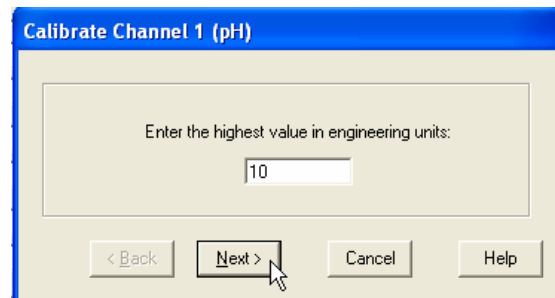 Calibrate Channel 1 (pH)
Enter the highest value in engineering units:
10
< Back Next > Cancel Help